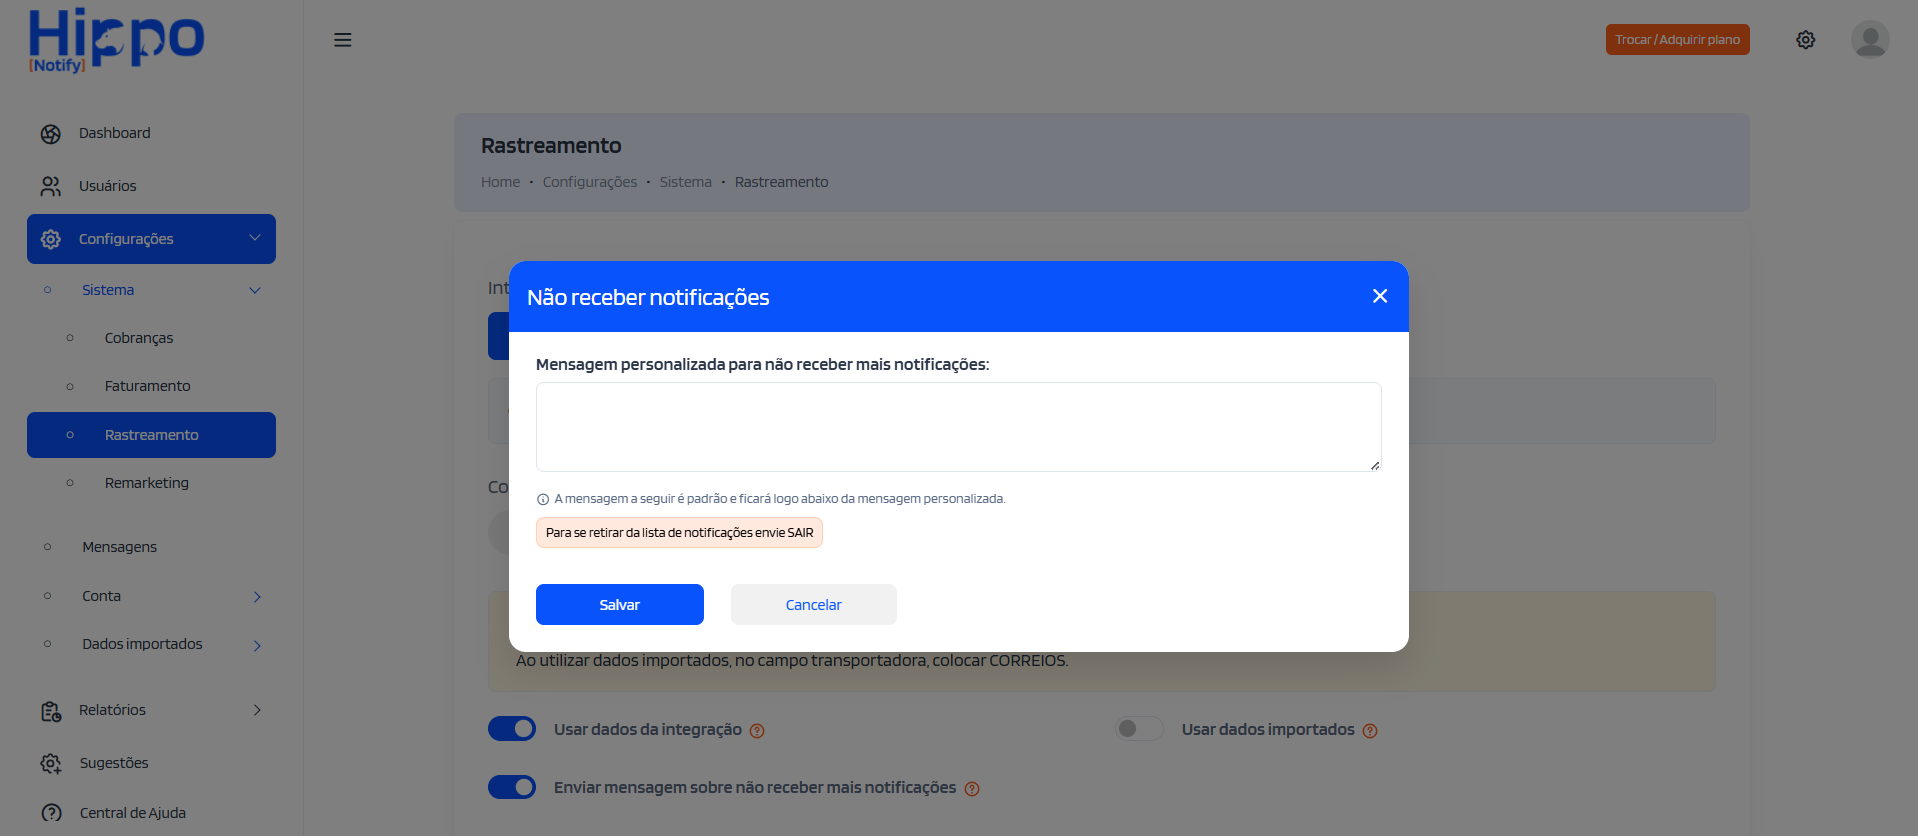 Hippo
[Notify]
Trocar / Adquirir plano
Dashboard
Usuários
Configurações
Sistema
Cobranças
Faturamento
Rastreamento
Remarketing
Mensagens
Conta
Dados importados
Relatórios
Sugestões
Central de Ajuda
Rastreamento
Home • Configurações • Sistema • Rastreamento
Não receber notificações
Mensagem personalizada para não receber mais notificações:
A mensagem a seguir é padrão e ficará logo abaixo da mensagem personalizada.
Para se retirar da lista de notificações envie SAIR
Salvar
Cancelar
Ao utilizar dados importados, no campo transportadora, colocar CORREIOS.
Usar dados da integração
Usar dados importados
Enviar mensagem sobre não receber mais notificações